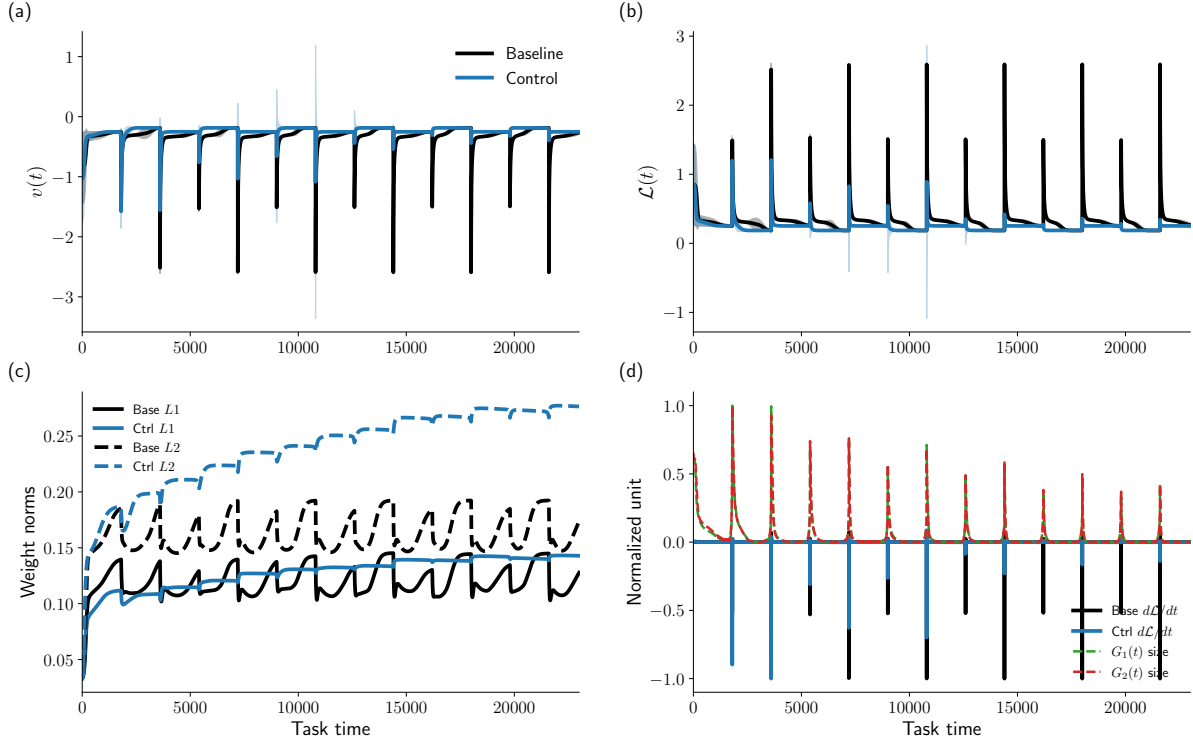 (a)
1
0
−1
−2
−3
v(t)
0
5000
10000
15000
20000
Baseline
Control
(b)
3
2
1
0
−1
ℒ(t)
0
5000
10000
15000
20000
(c)
0.25
0.20
0.15
0.10
0.05
Weight norms
Base L1
Ctrl L1
Base L2
Ctrl L2
0
5000
10000
15000
20000
Task time
(d)
1.0
0.5
0.0
−0.5
−1.0
Normalized unit
Base dℒ/dt
Ctrl dℒ/dt
G₁(t) size
G₂(t) size
0
5000
10000
15000
20000
Task time